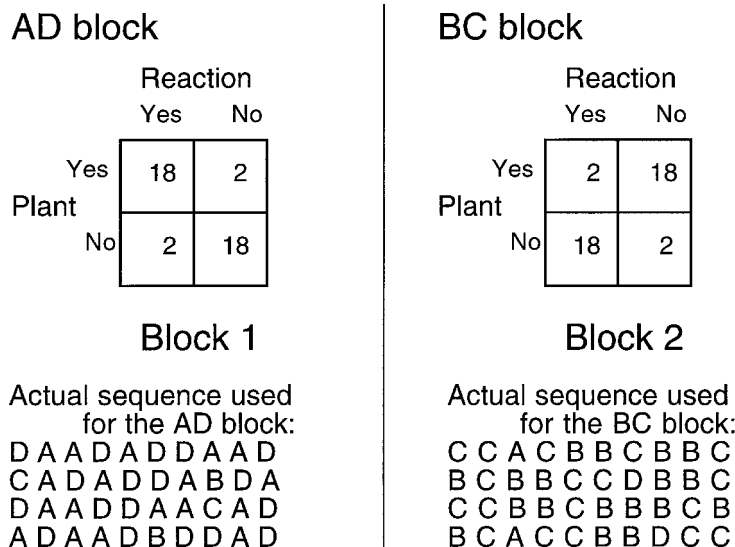 AD block
Reaction
Yes No
Yes 18 2
Plant
No 2 18
Block 1
Actual sequence used
for the AD block:
D A A D A D D A A D
C A D A D D A B D A
D A A D D A A C A D
A D A A D B D D A D
BC block
Reaction
Yes No
Yes 2 18
Plant
No 18 2
Block 2
Actual sequence used
for the BC block:
C C A C B B C B B C
B C B B C C D B B C
C C B B C B B B C B
B C A C C B B D C C